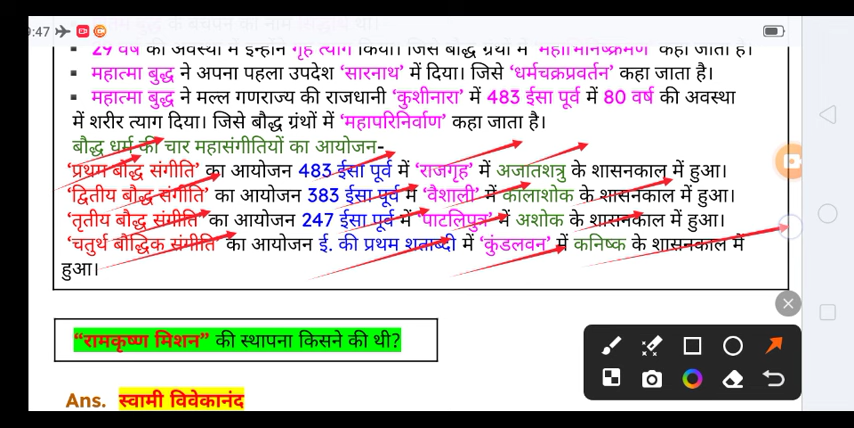 :47
▪ 29 वर्ष की अवस्था में इन्होंने गृह त्याग किया। जिसे बौद्ध ग्रंथों में 'महाभिनिष्क्रमण' कहा जाता है।
▪ महात्मा बुद्ध ने अपना पहला उपदेश 'सारनाथ' में दिया। जिसे 'धर्मचक्रप्रवर्तन' कहा जाता है।
▪ महात्मा बुद्ध ने मल्ल गणराज्य की राजधानी 'कुशीनारा' में 483 ईसा पूर्व में 80 वर्ष की अवस्था
में शरीर त्याग दिया। जिसे बौद्ध ग्रंथों में 'महापरिनिर्वाण' कहा जाता है।
बौद्ध धर्म की चार महासंगीतियों का आयोजन-
'प्रथम बौद्ध संगीति' का आयोजन 483 ईसा पूर्व में 'राजगृह' में अजातशत्रु के शासनकाल में हुआ।
'द्वितीय बौद्ध संगीति' का आयोजन 383 ईसा पूर्व में 'वैशाली' में कालाशोक के शासनकाल में हुआ।
'तृतीय बौद्ध संगीति' का आयोजन 247 ईसा पूर्व में 'पाटलिपुत्र' में अशोक के शासनकाल में हुआ।
'चतुर्थ बौद्धिक संगीति' का आयोजन ई. की प्रथम शताब्दी में 'कुंडलवन' में कनिष्क के शासनकाल में
हुआ।
"रामकृष्ण मिशन" की स्थापना किसने की थी?
Ans. स्वामी विवेकानंद